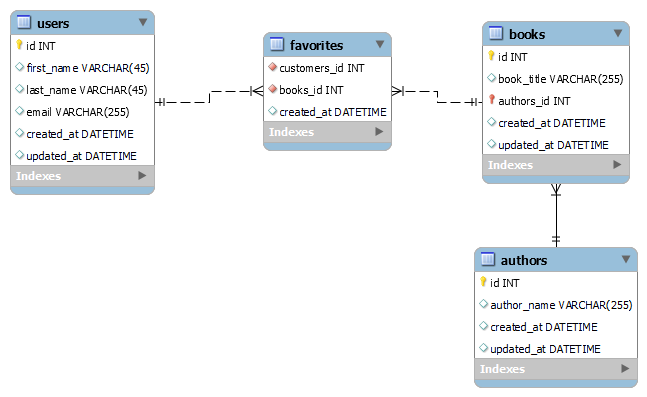 users
id INT
first_name VARCHAR(45)
last_name VARCHAR(45)
email VARCHAR(255)
created_at DATETIME
updated_at DATETIME
Indexes
favorites
customers_id INT
books_id INT
created_at DATETIME
Indexes
books
id INT
book_title VARCHAR(255)
authors_id INT
created_at DATETIME
updated_at DATETIME
Indexes
authors
id INT
author_name VARCHAR(255)
created_at DATETIME
updated_at DATETIME
Indexes